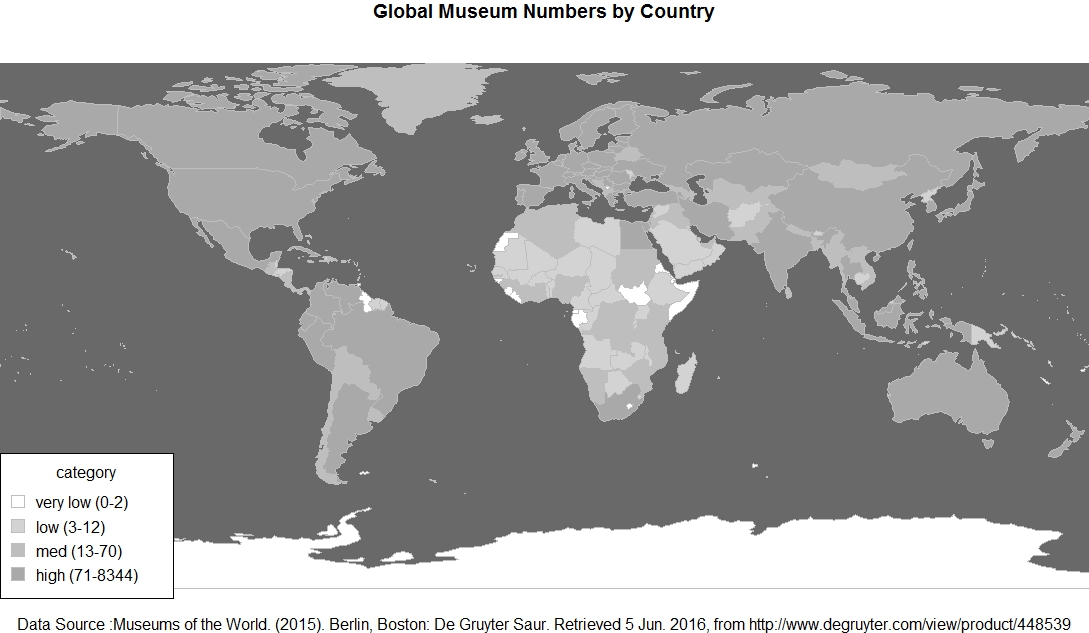 Global Museum Numbers by Country
category
very low (0-2)
low (3-12)
med (13-70)
high (71-8344)
Data Source :Museums of the World. (2015). Berlin, Boston: De Gruyter Saur. Retrieved 5 Jun. 2016, from http://www.degruyter.com/view/product/448539